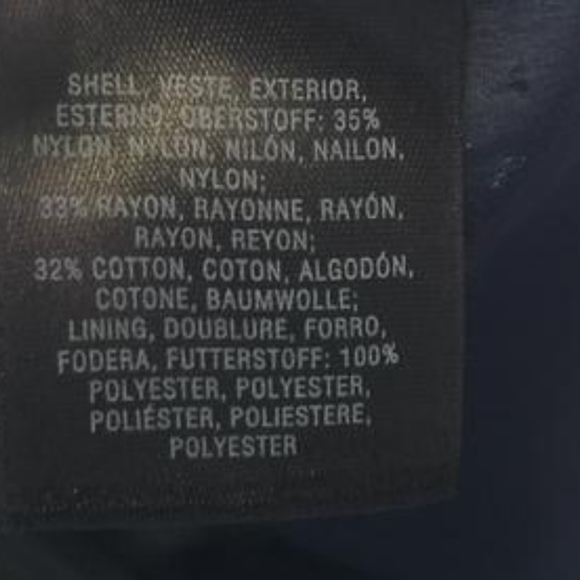 SHELL, VESTE, EXTERIOR,
ESTERNO, OBERSTOFF: 35%
NYLON, NYLON, NILÓN, NAILON,
NYLON;
33% RAYON, RAYONNE, RAYÓN,
RAYON, REYON;
32% COTTON, COTON, ALGODÓN,
COTONE, BAUMWOLLE;
LINING, DOUBLURE, FORRO,
FODERA, FUTTERSTOFF: 100%
POLYESTER, POLYESTER,
POLIÉSTER, POLIESTERE,
POLYESTER